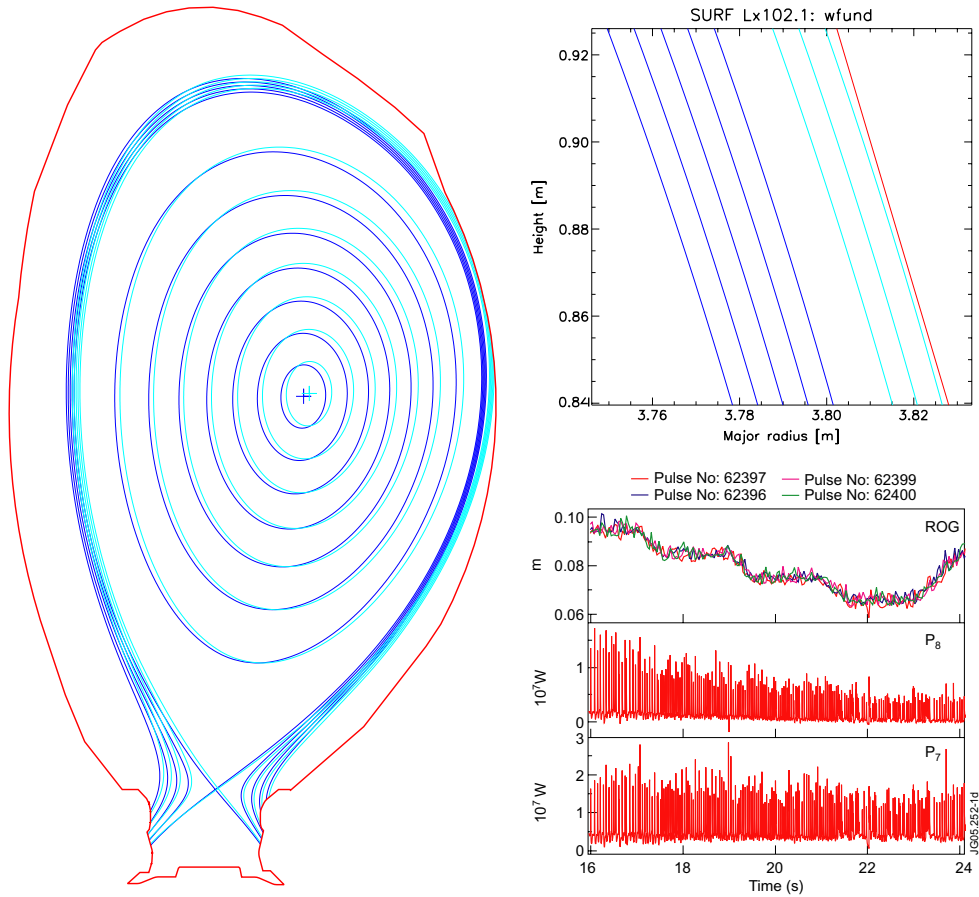 SURF Lx102.1: wfund
0.92
0.90
0.88
0.86
0.84
Height [m]
3.76 3.78 3.80 3.82
Major radius [m]
Pulse No: 62397 Pulse No: 62399
Pulse No: 62396 Pulse No: 62400
0.10
0.08
0.06
m
ROG
1
0
10⁷W
P₈
3
2
1
0
10⁷W
P₇
16 18 20 22 24
Time (s)
JG05.252-1d